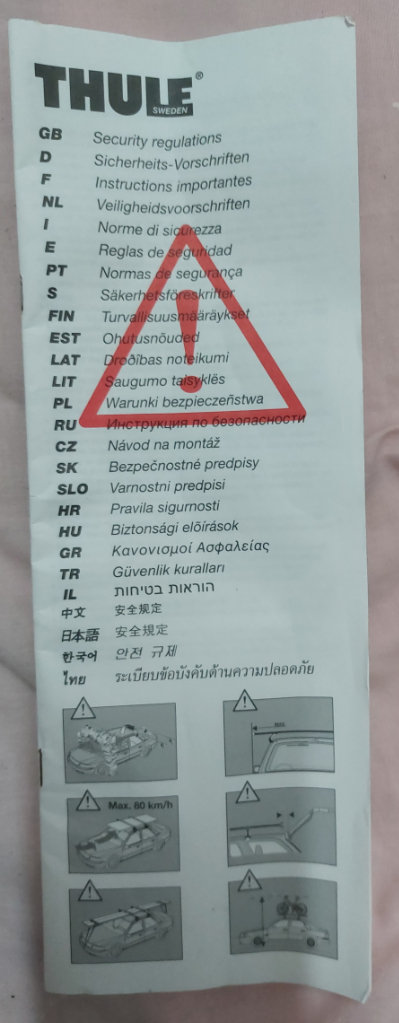 THULE®
SWEDEN
GB Security regulations
D Sicherheits-Vorschriften
F Instructions importantes
NL Veiligheidsvoorschriften
I Norme di sicurezza
E Reglas de seguridad
PT Normas de segurança
S Säkerhetsföreskrifter
FIN Turvallisuusmääräykset
EST Ohutusnõuded
LAT Drošības noteikumi
LIT Saugumo taisyklės
PL Warunki bezpieczeństwa
RU Инструкция по безопасности
CZ Návod na montáž
SK Bezpečnostné predpisy
SLO Varnostni predpisi
HR Pravila sigurnosti
HU Biztonsági előírások
GR Κανονισμοί Ασφαλείας
TR Güvenlik kuralları
IL הוראות בטיחות
中文 安全规定
日本語 安全規定
한국어 안전 규제
ไทย ระเบียบข้อบังคับด้านความปลอดภัย
Max. 80 km/h